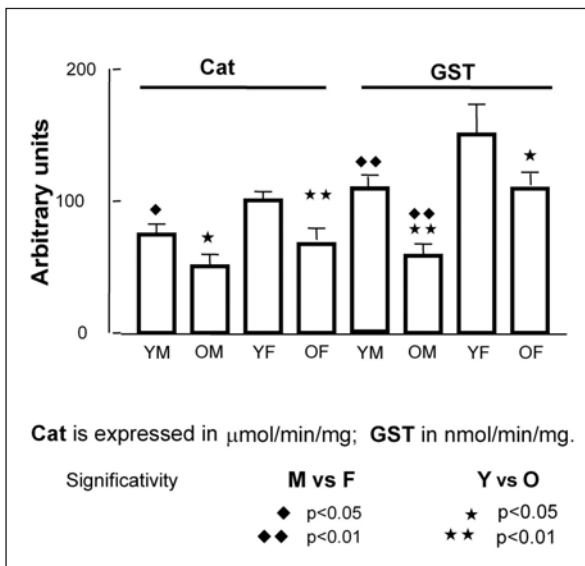 200
Cat
GST
★
◆◆
◆
★★
◆◆
100
★
★★
Arbitrary units
0
YM OM YF OF YM OM YF OF
Cat is expressed in μmol/min/mg; GST in nmol/min/mg.
Significativity M vs F Y vs O
◆ p<0.05 ★ p<0.05
◆◆ p<0.01 ★★ p<0.01